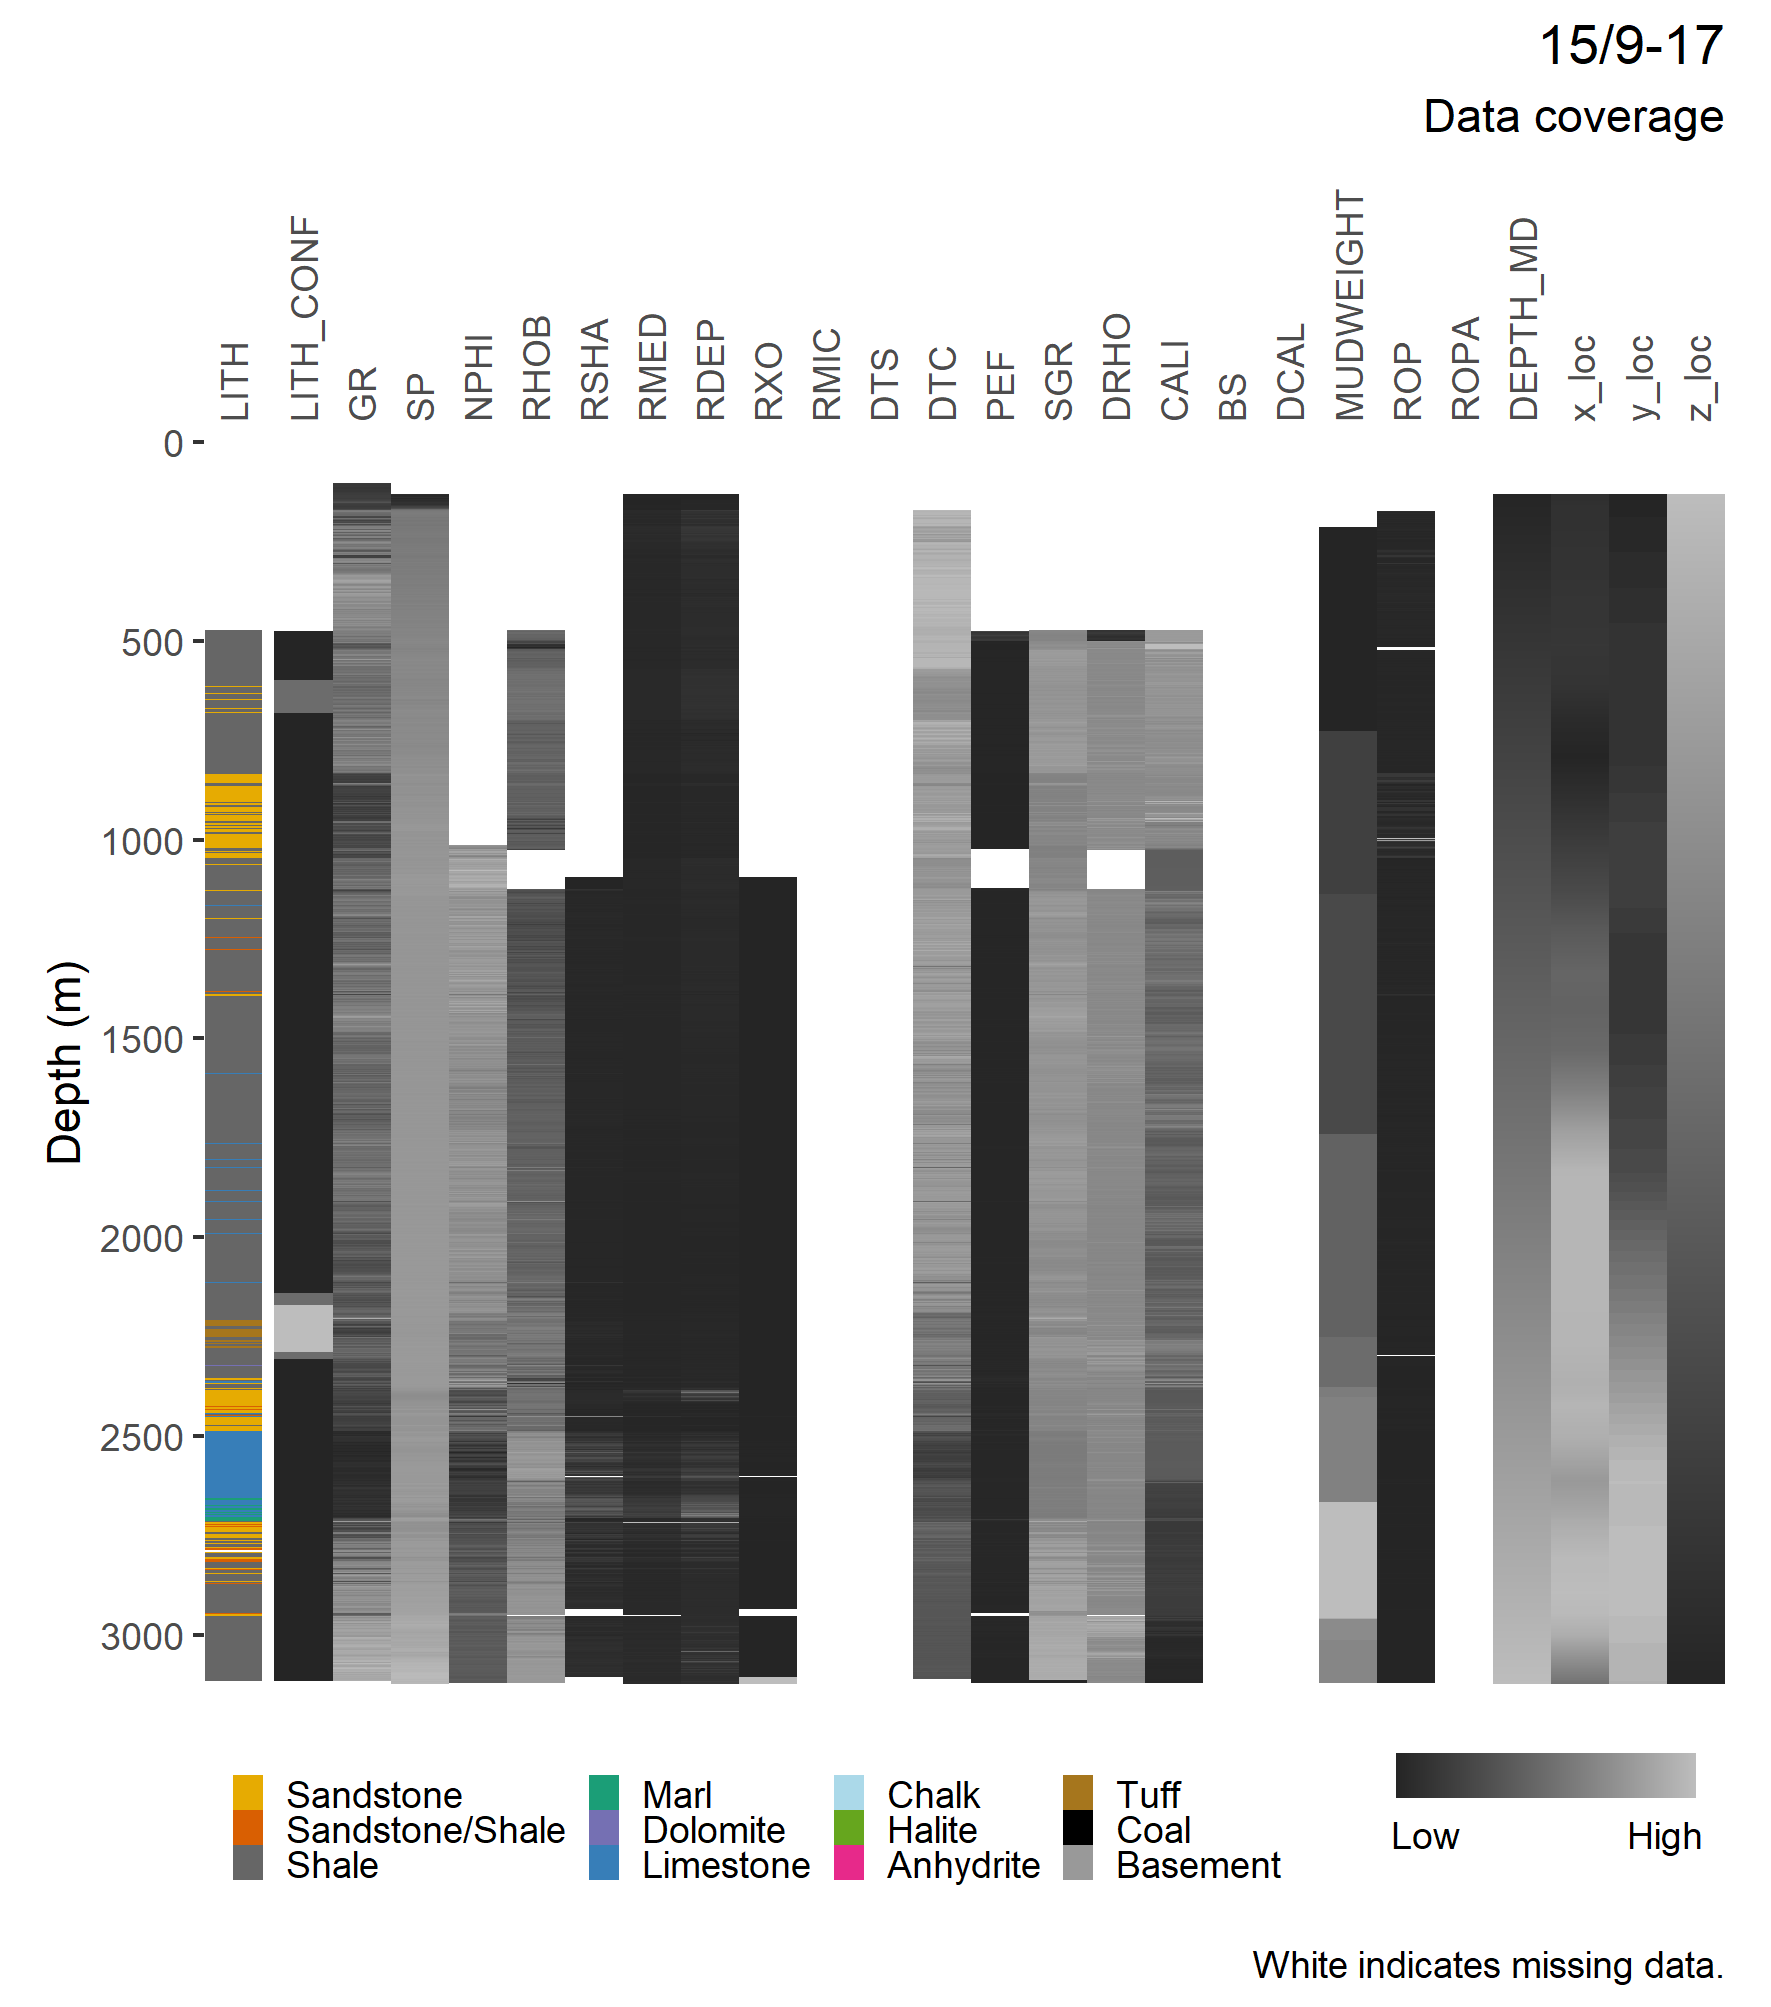 15/9-17
Data coverage
LITH
LITH_CONF
GR
SP
NPHI
RHOB
RSHA
RMED
RDEP
RXO
RMIC
DTS
DTC
PEF
SGR
DRHO
CALI
BS
DCAL
MUDWEIGHT
ROP
ROPA
DEPTH_MD
x_loc
y_loc
z_loc
Depth (m)
0
500
1000
1500
2000
2500
3000
Sandstone
Sandstone/Shale
Shale
Marl
Dolomite
Limestone
Chalk
Halite
Anhydrite
Tuff
Coal
Basement
Low High
White indicates missing data.